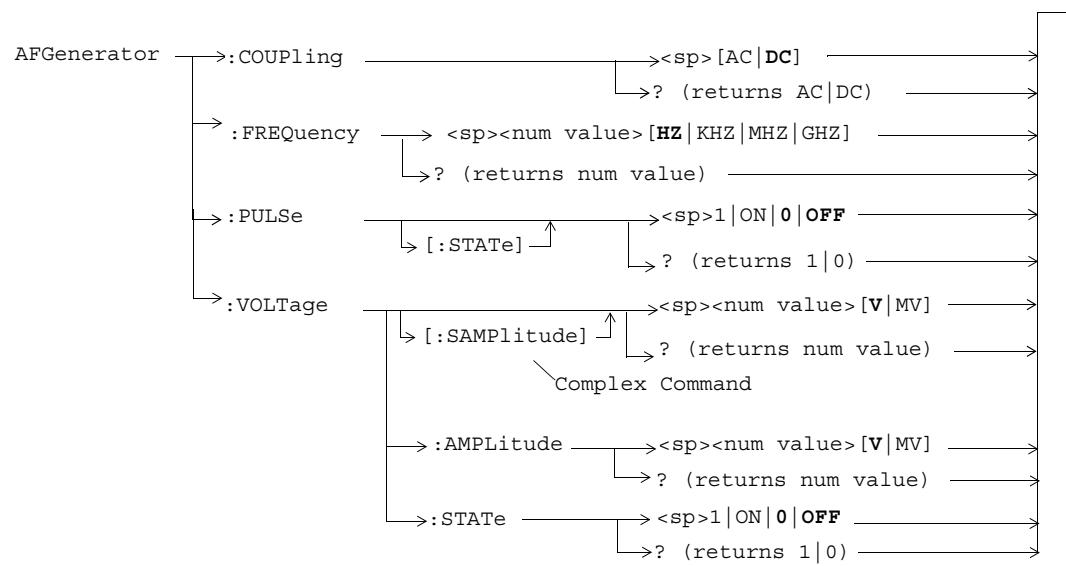 AFGenerator :COUPling <sp>[AC|DC]
? (returns AC|DC)
:FREQuency <sp><num value>[HZ|KHZ|MHZ|GHZ]
? (returns num value)
:PULSe <sp>1|ON|0|OFF
[:STATe]
? (returns 1|0)
:VOLTage <sp><num value>[V|MV]
[:SAMPlitude]
? (returns num value)
Complex Command
:AMPLitude <sp><num value>[V|MV]
? (returns num value)
:STATe <sp>1|ON|0|OFF
? (returns 1|0)